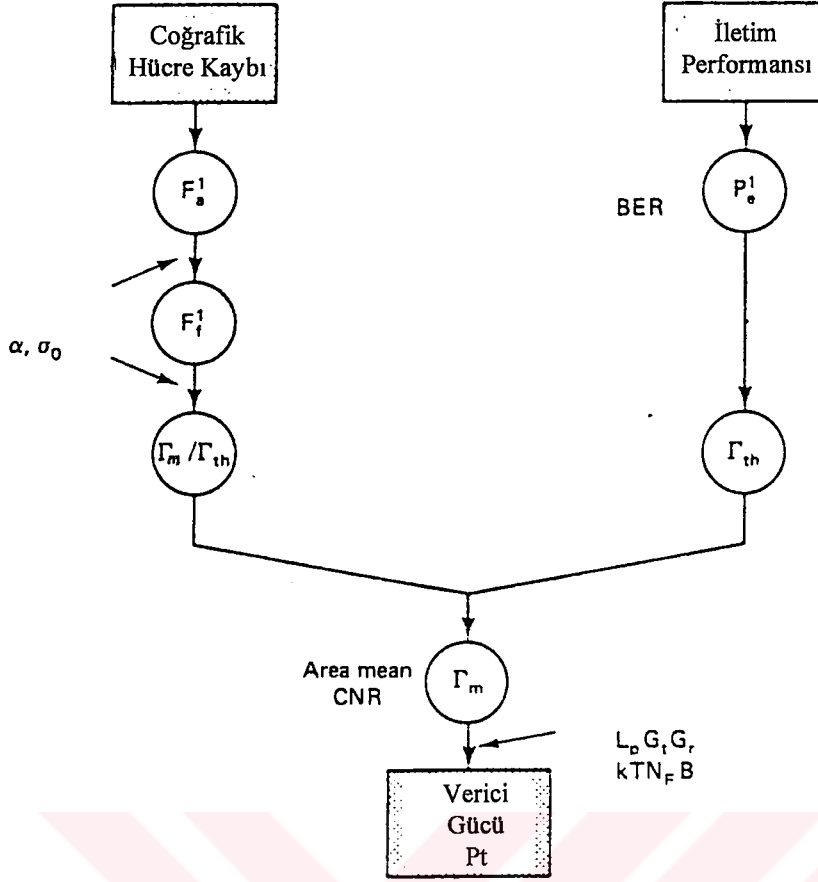 Coğrafik
Hücre Kaybı
İletim
Performansı
F_a^1
P_e^1
BER
F_f^1
α, σ_0
Γ_m / Γ_th
Γ_th
Area mean
CNR
Γ_m
L_p G_t G_r
kTN_F B
Verici
Gücü
Pt